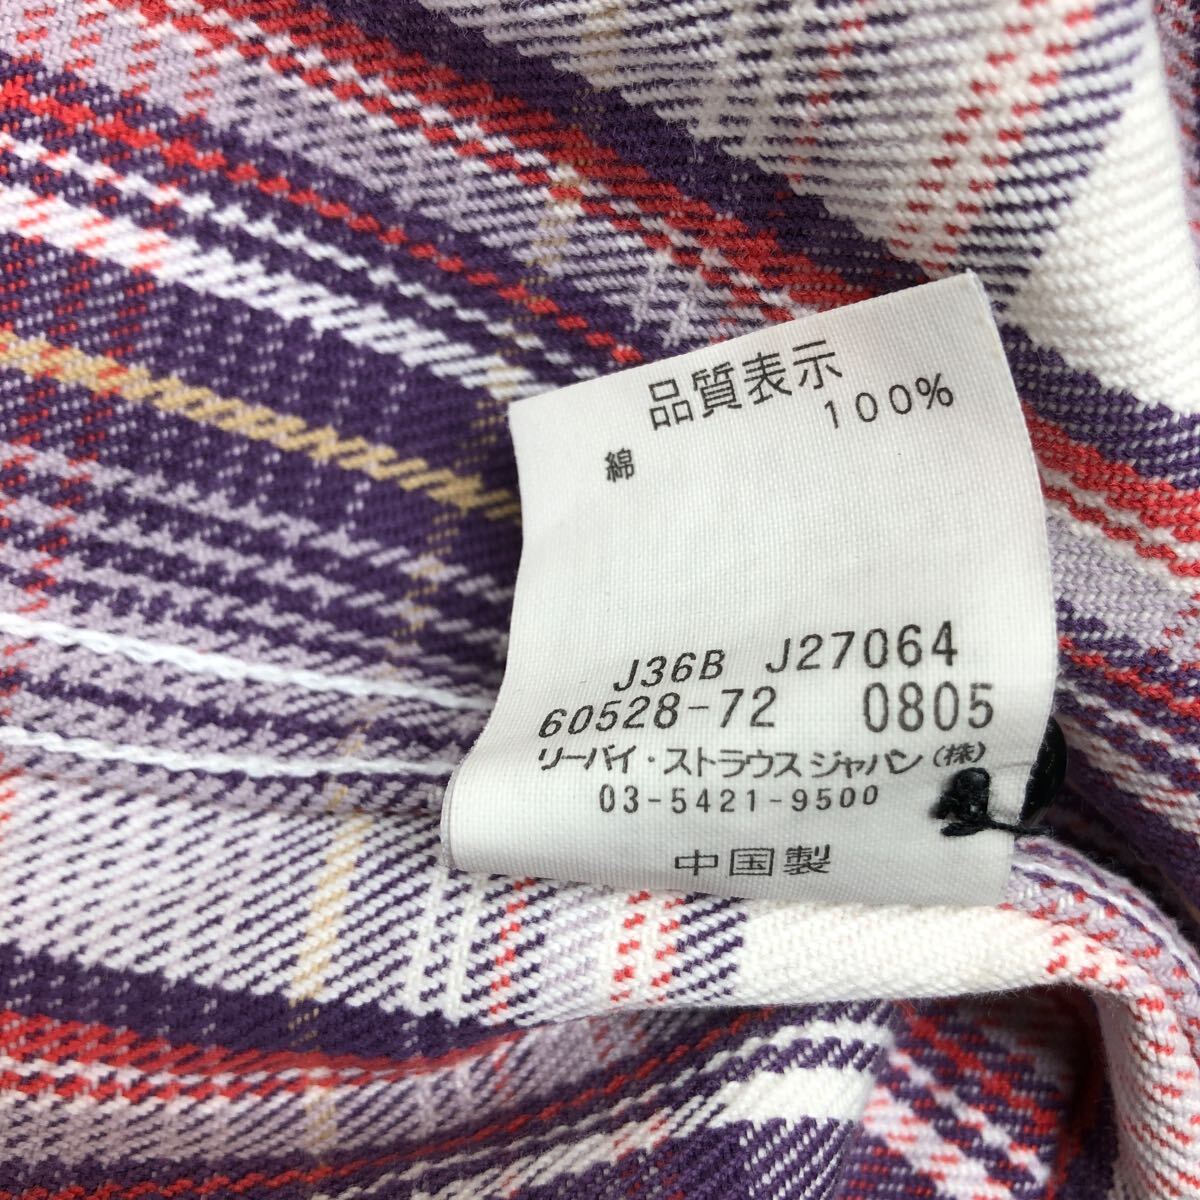 品質表示
綿 100%
J36B J27064
60528-72 0805
リーバイ・ストラウス ジャパン(株)
03-5421-9500
中国製